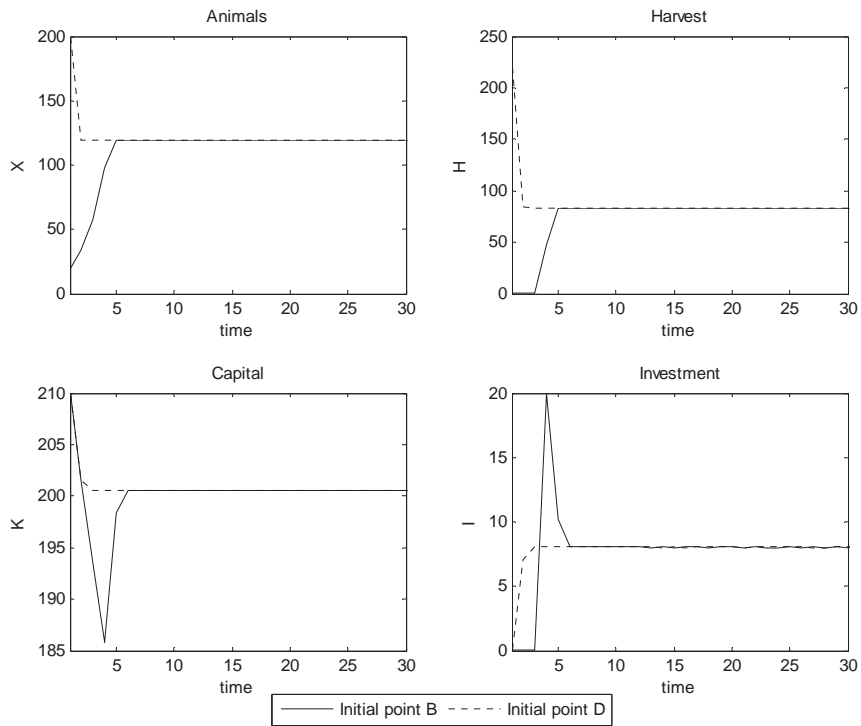 Animals
200
150
100
50
0
X
5 10 15 20 25 30
time
Harvest
250
200
150
100
50
0
H
5 10 15 20 25 30
time
Capital
210
205
200
195
190
185
K
5 10 15 20 25 30
time
Investment
20
15
10
5
0
I
5 10 15 20 25 30
time
Initial point B
Initial point D